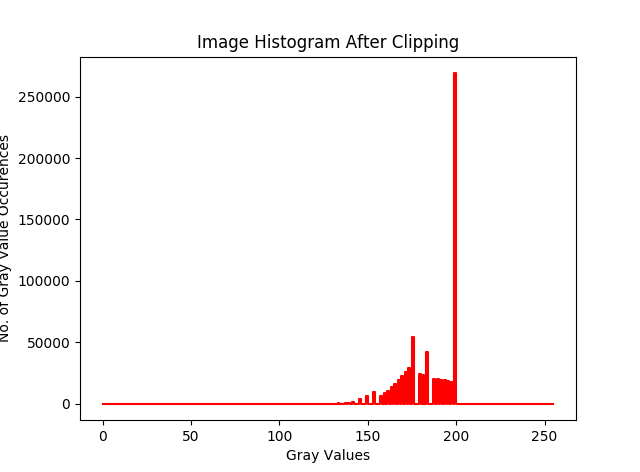 Image Histogram After Clipping
No. of Gray Value Occurences
250000
200000
150000
100000
50000
0
0 50 100 150 200 250
Gray Values